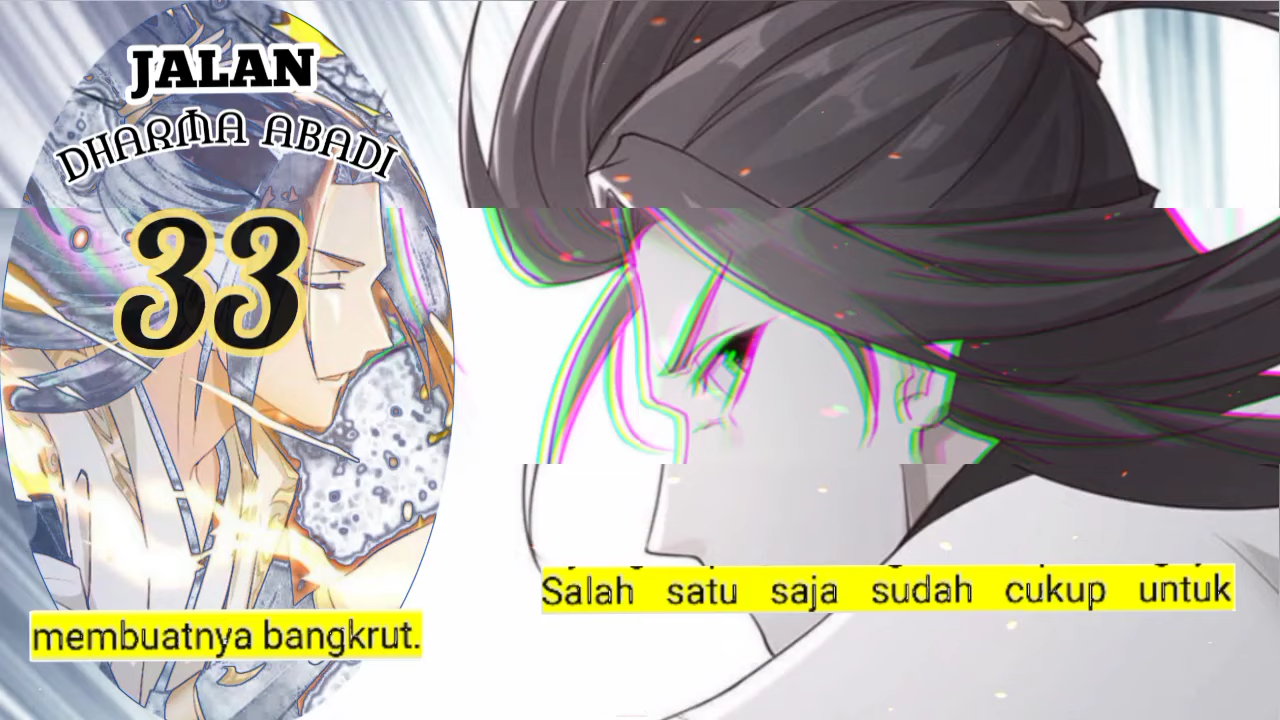 JALAN
DHARMA ABADI
33
Salah satu saja sudah cukup untuk
membuatnya bangkrut.